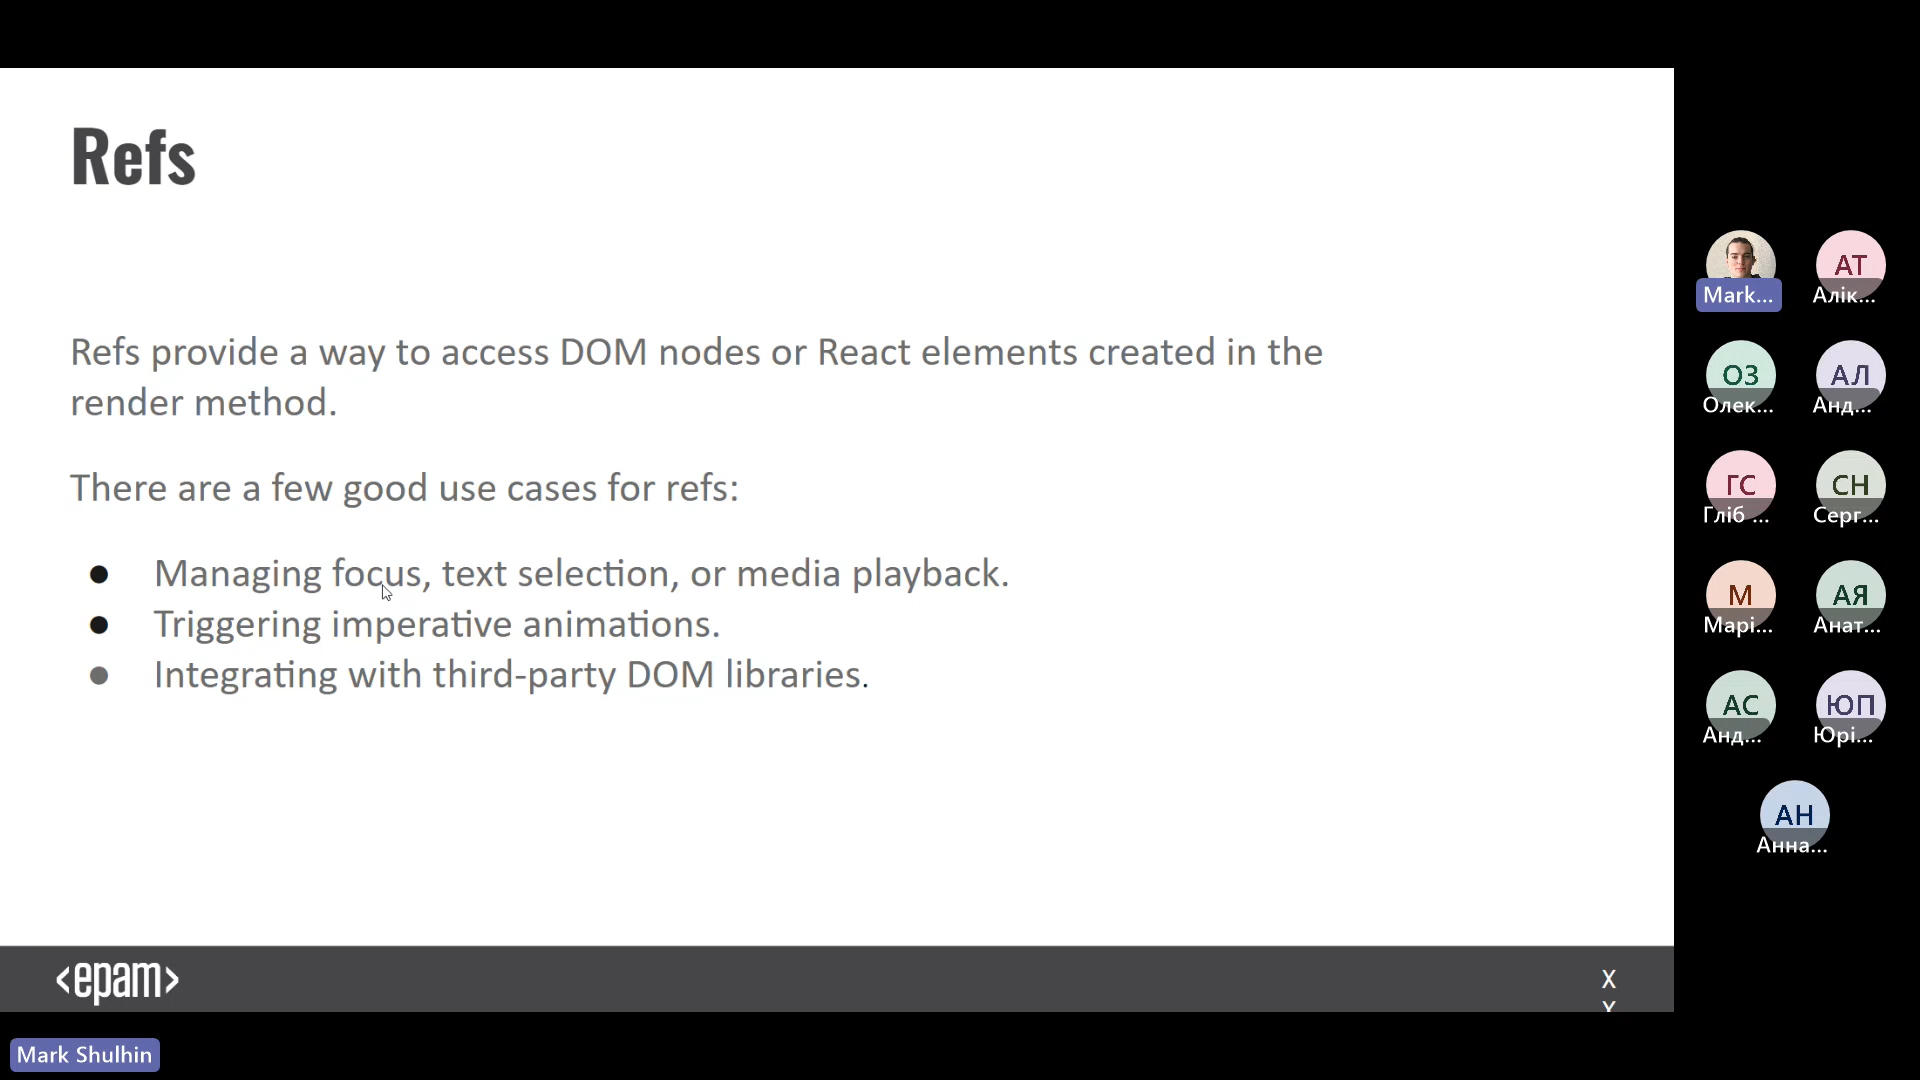 Refs
Refs provide a way to access DOM nodes or React elements created in the
render method.
There are a few good use cases for refs:
● Managing focus, text selection, or media playback.
● Triggering imperative animations.
● Integrating with third-party DOM libraries.
<epam>
X
Y
Mark Shulhin
Mark...
АТ
Алік...
ОЗ
Олек...
АЛ
Анд...
ГС
Гліб ...
СН
Серг...
М
Марі...
АЯ
Анат...
АС
Анд...
ЮП
Юрі...
АН
Анна...